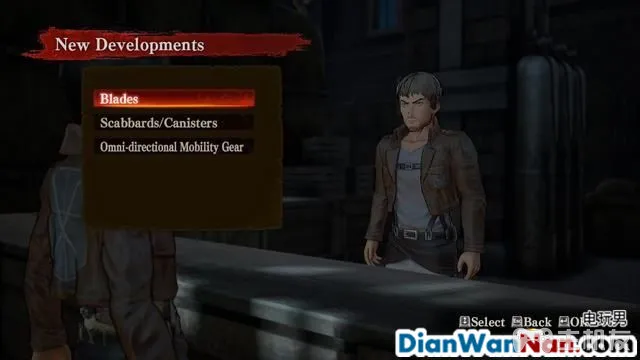 New Developments
Blades
Scabbards/Canisters
Omni-directional Mobility Gear
Select Back
电玩男
DianWanNan.com